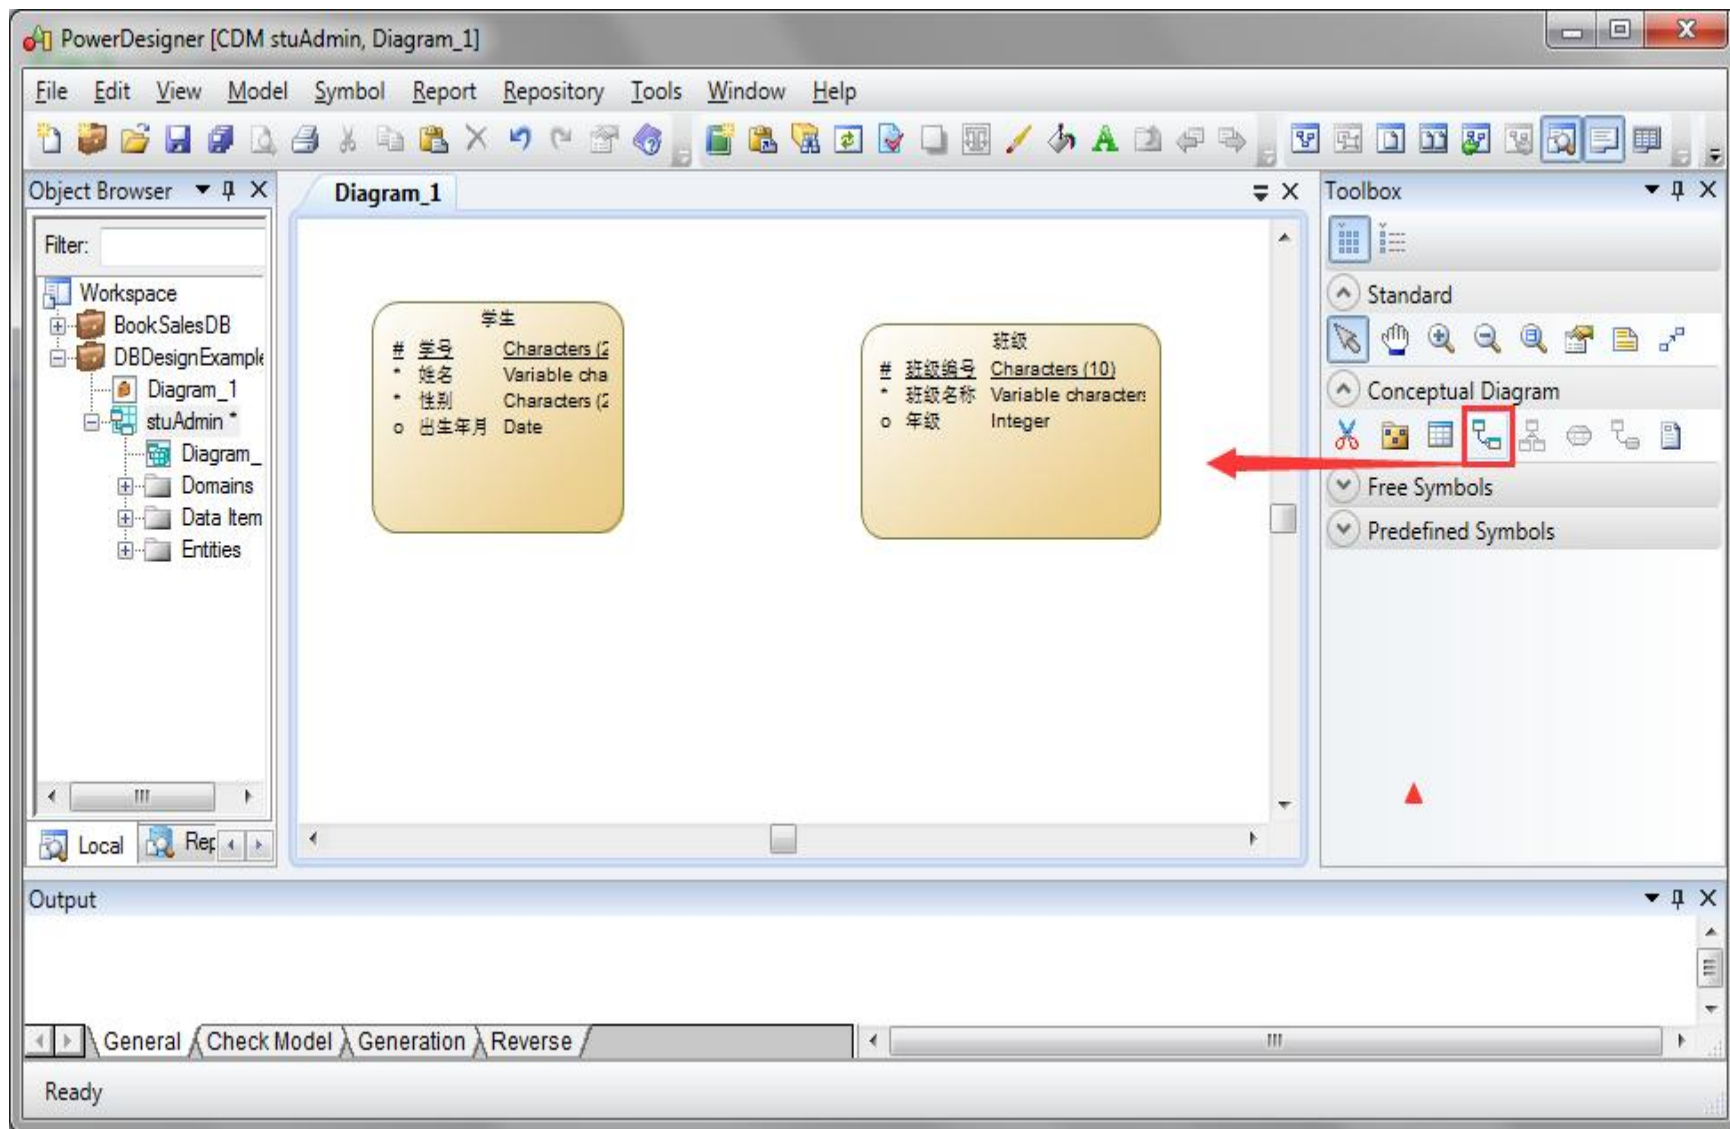 PowerDesigner [CDM stuAdmin, Diagram_1]
File Edit View Model Symbol Report Repository Tools Window Help
Object Browser
Diagram_1
Toolbox
Filter:
Workspace
BookSalesDB
DBDesignExample
Diagram_1
stuAdmin *
Diagram_
Domains
Data Item
Entities
学生
# 学号 Characters (2
* 姓名 Variable cha
* 性别 Characters (2
o 出生年月 Date
班级
# 班级编号 Characters (10)
* 班级名称 Variable characters
o 年级 Integer
Standard
Conceptual Diagram
Free Symbols
Predefined Symbols
Local Rep
Output
General Check Model Generation Reverse
Ready